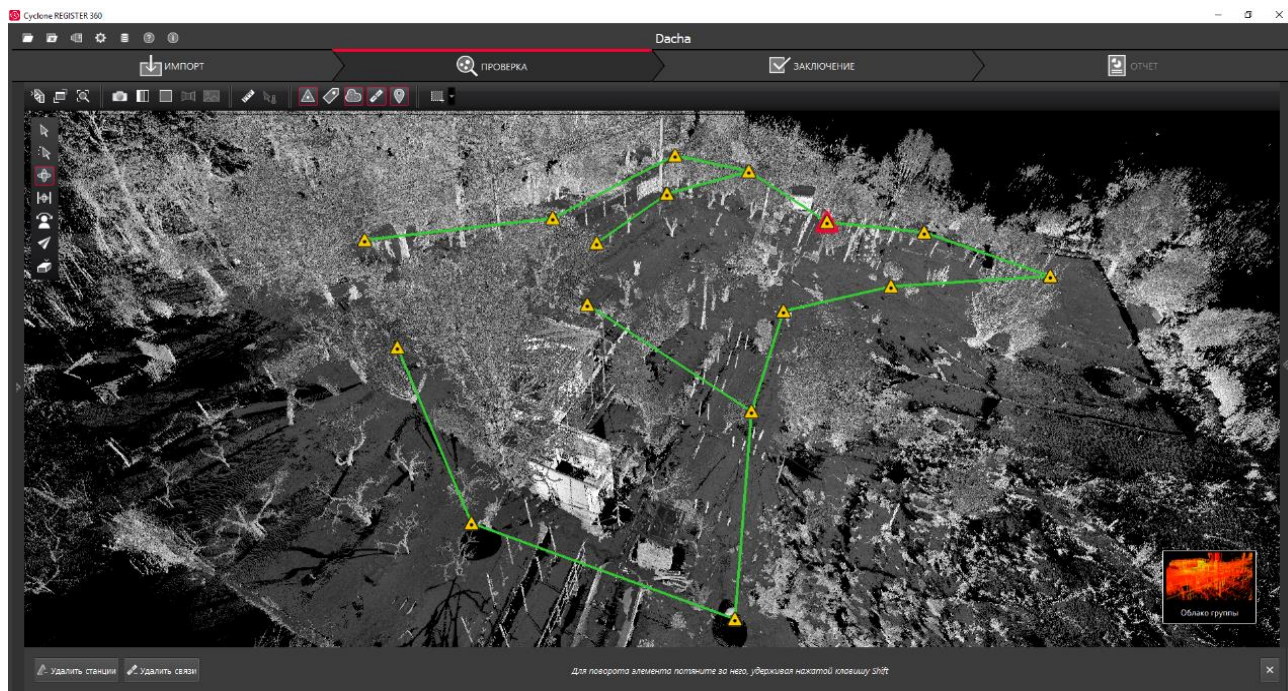 Cyclone REGISTER 360
Dacha
ИМПОРТ
ПРОВЕРКА
ЗАКЛЮЧЕНИЕ
ОТЧЕТ
Облако группы
Удалить станции
Удалить связи
Для поворота элемента потяните за него, удерживая нажатой клавишу Shift